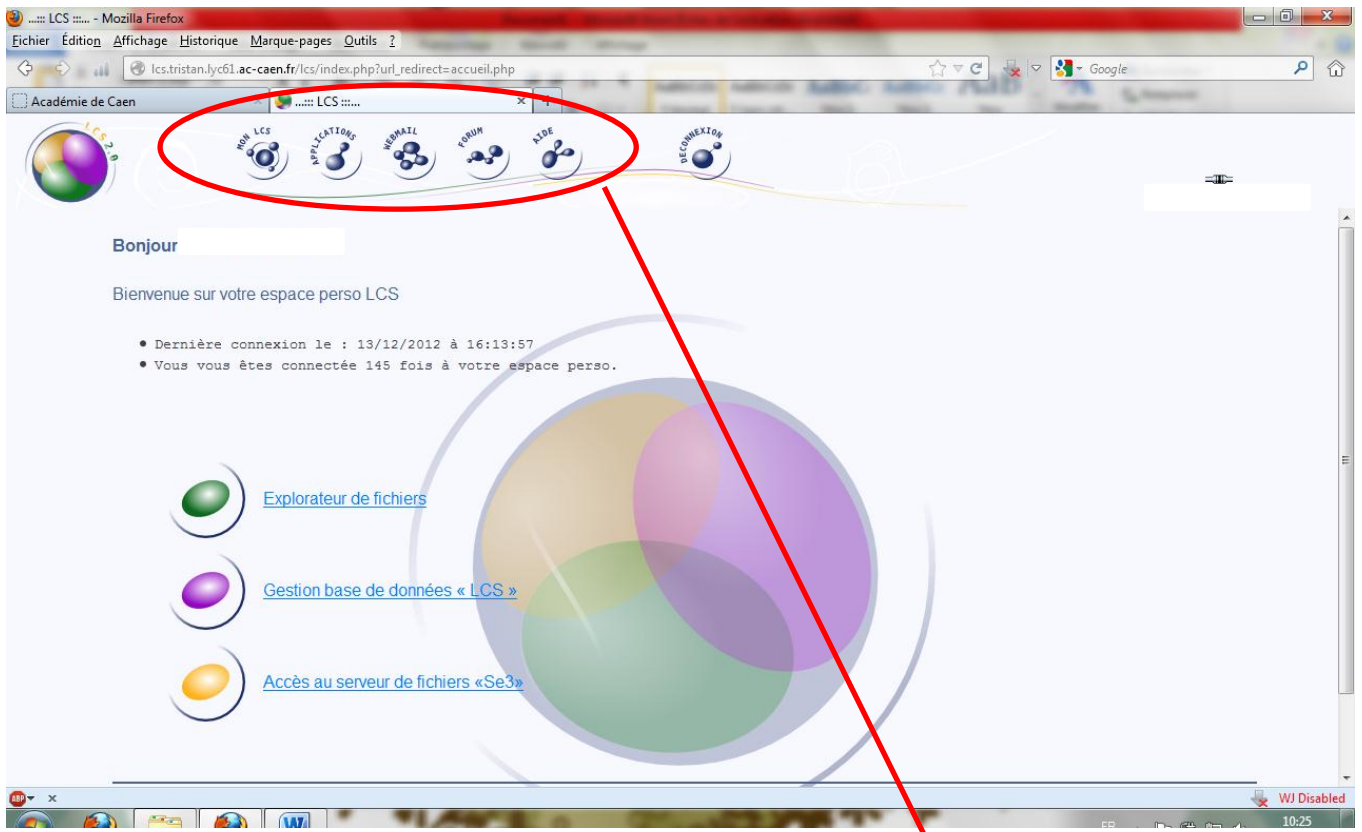 ...::: LCS :::... - Mozilla Firefox
Fichier Édition Affichage Historique Marque-pages Outils ?
lcs.tristan.lyc61.ac-caen.fr/lcs/index.php?url_redirect=accueil.php
Google
Académie de Caen
...::: LCS :::...
LCS2.0
MON LCS
APPLICATIONS
WEBMAIL
FORUM
AIDE
DECONNEXION
Bonjour
Bienvenue sur votre espace perso LCS
• Dernière connexion le : 13/12/2012 à 16:13:57
• Vous vous êtes connectée 145 fois à votre espace perso.
Explorateur de fichiers
Gestion base de données « LCS »
Accès au serveur de fichiers «Se3»
ABP
WJ Disabled
FR
10:25